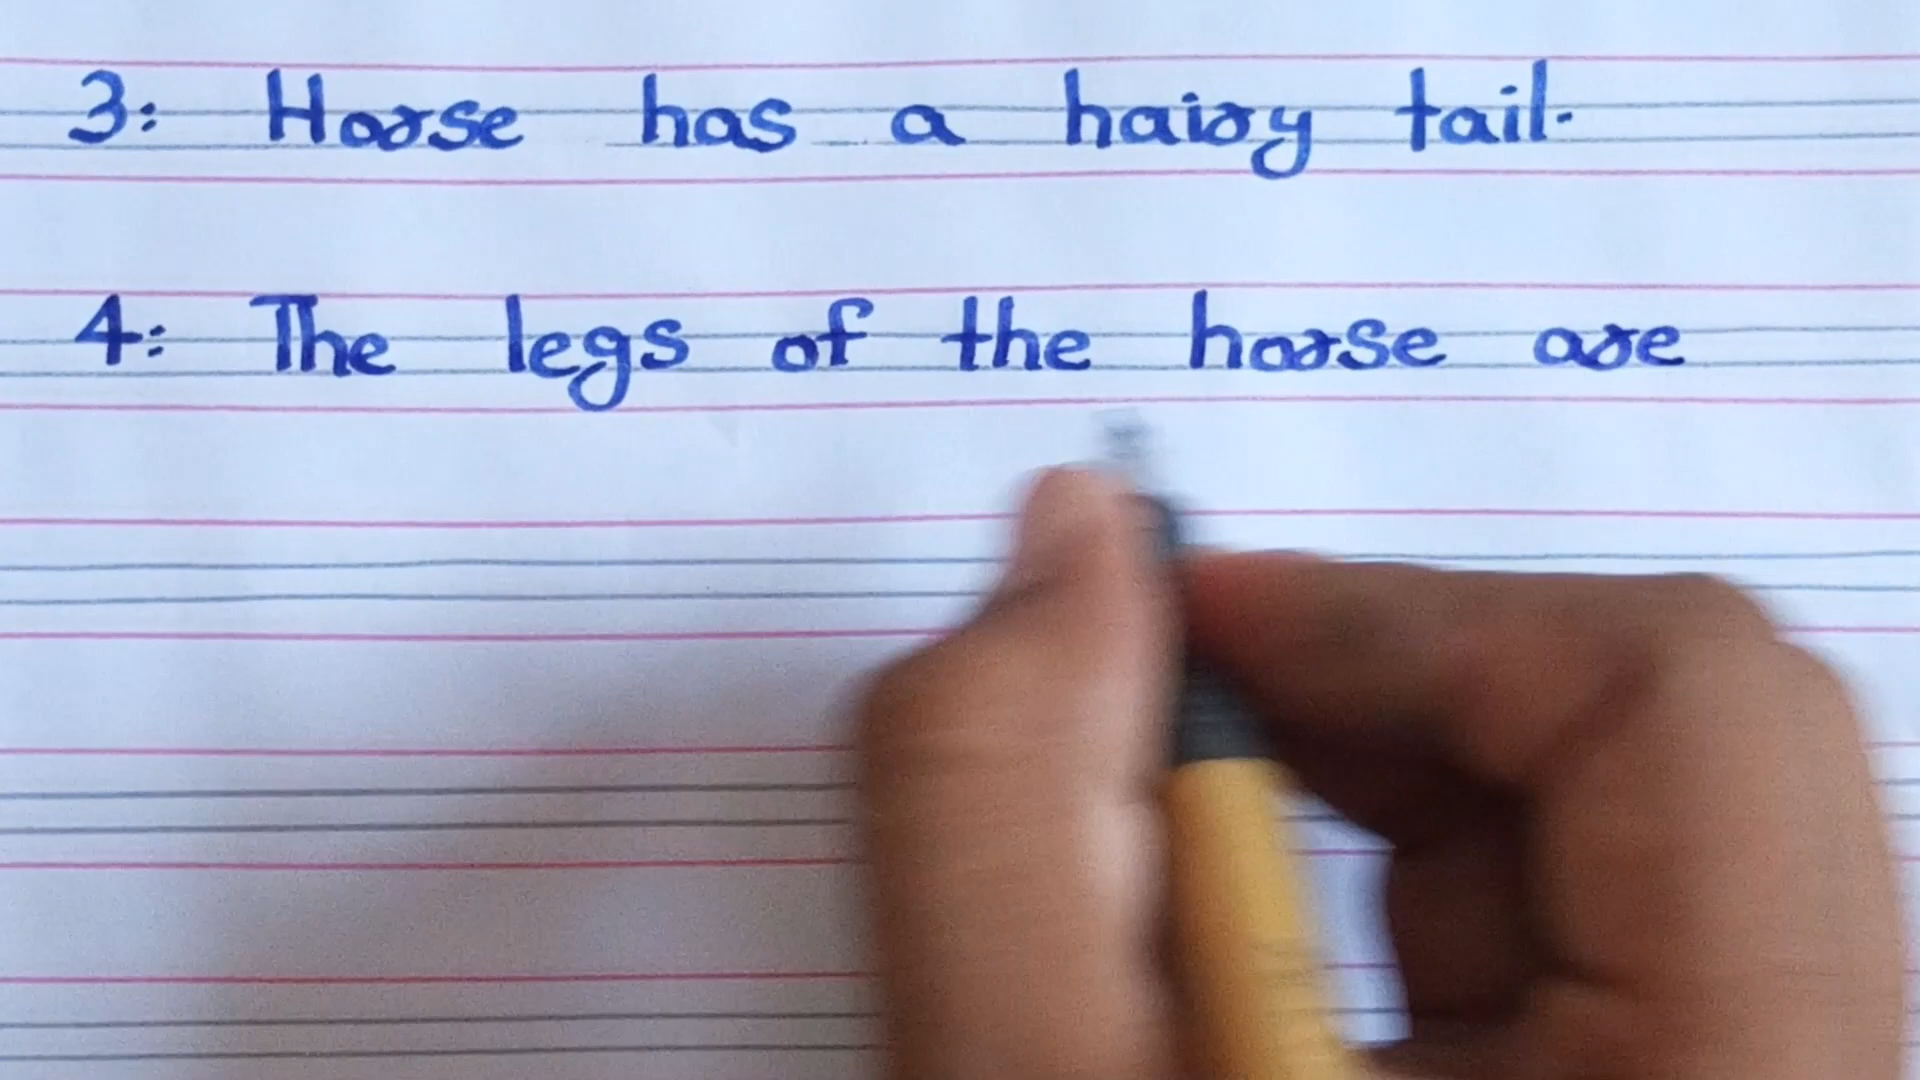 3: Horse has a hairy tail.
4: The legs of the horse are